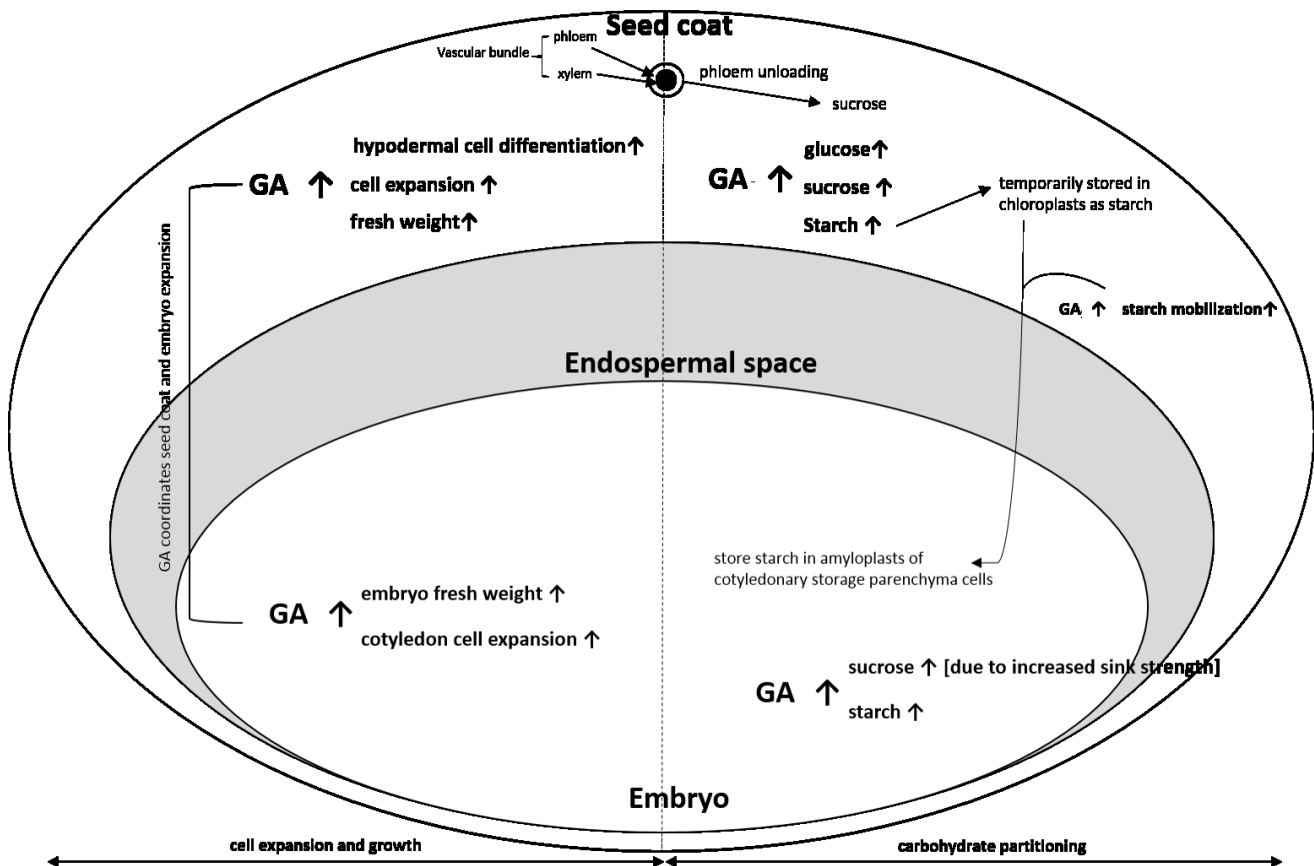 Seed coat
phloem
Vascular bundle
xylem
phloem unloading
sucrose
hypodermal cell differentiation↑
GA ↑
cell expansion ↑
fresh weight↑
glucose↑
GA ↑
sucrose ↑
Starch ↑
temporarily stored in
chloroplasts as starch
GA ↑ starch mobilization↑
GA coordinates seed coat and embryo expansion
Endospermal space
store starch in amyloplasts of
cotyledonary storage parenchyma cells
embryo fresh weight ↑
GA ↑
cotyledon cell expansion ↑
sucrose ↑ [due to increased sink strength]
GA ↑
starch ↑
Embryo
cell expansion and growth
carbohydrate partitioning